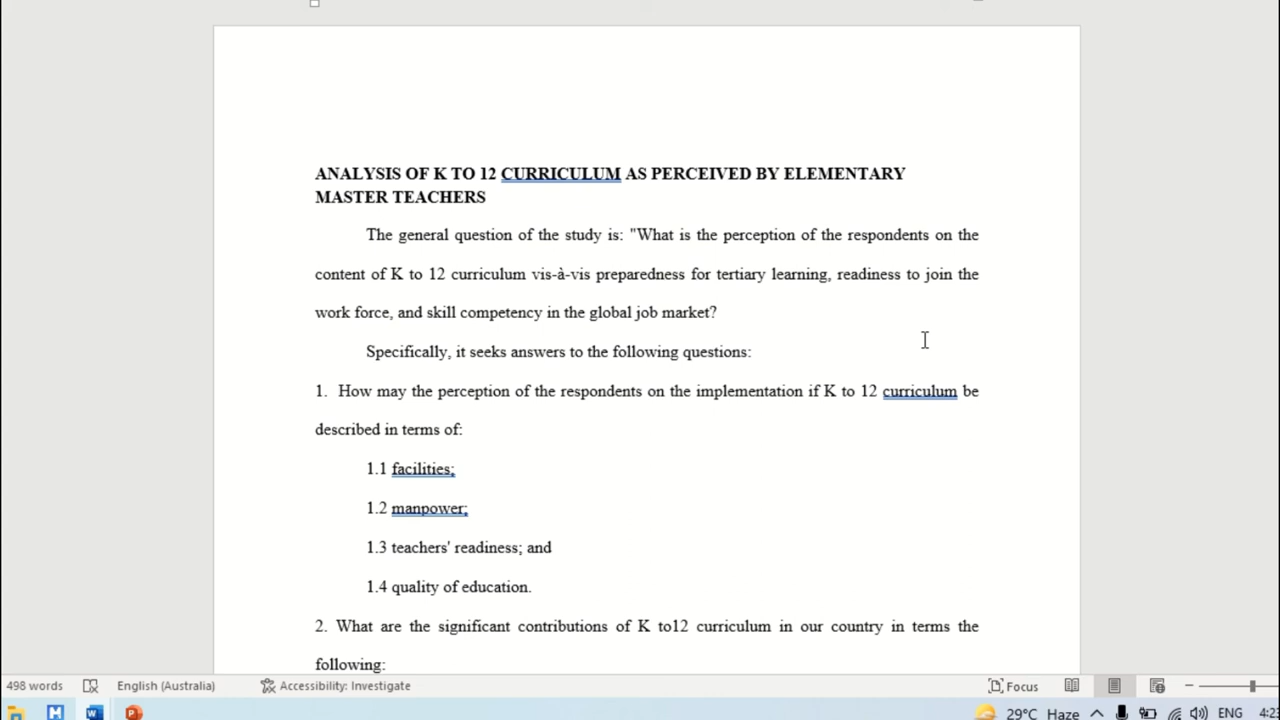 ANALYSIS OF K TO 12 CURRICULUM AS PERCEIVED BY ELEMENTARY
MASTER TEACHERS
The general question of the study is: "What is the perception of the respondents on the
content of K to 12 curriculum vis-à-vis preparedness for tertiary learning, readiness to join the
work force, and skill competency in the global job market?
Specifically, it seeks answers to the following questions:
1. How may the perception of the respondents on the implementation if K to 12 curriculum be
described in terms of:
1.1 facilities;
1.2 manpower;
1.3 teachers' readiness; and
1.4 quality of education.
2. What are the significant contributions of K to12 curriculum in our country in terms the
following:
498 words English (Australia) Accessibility: Investigate Focus
29°C Haze ENG 4:23